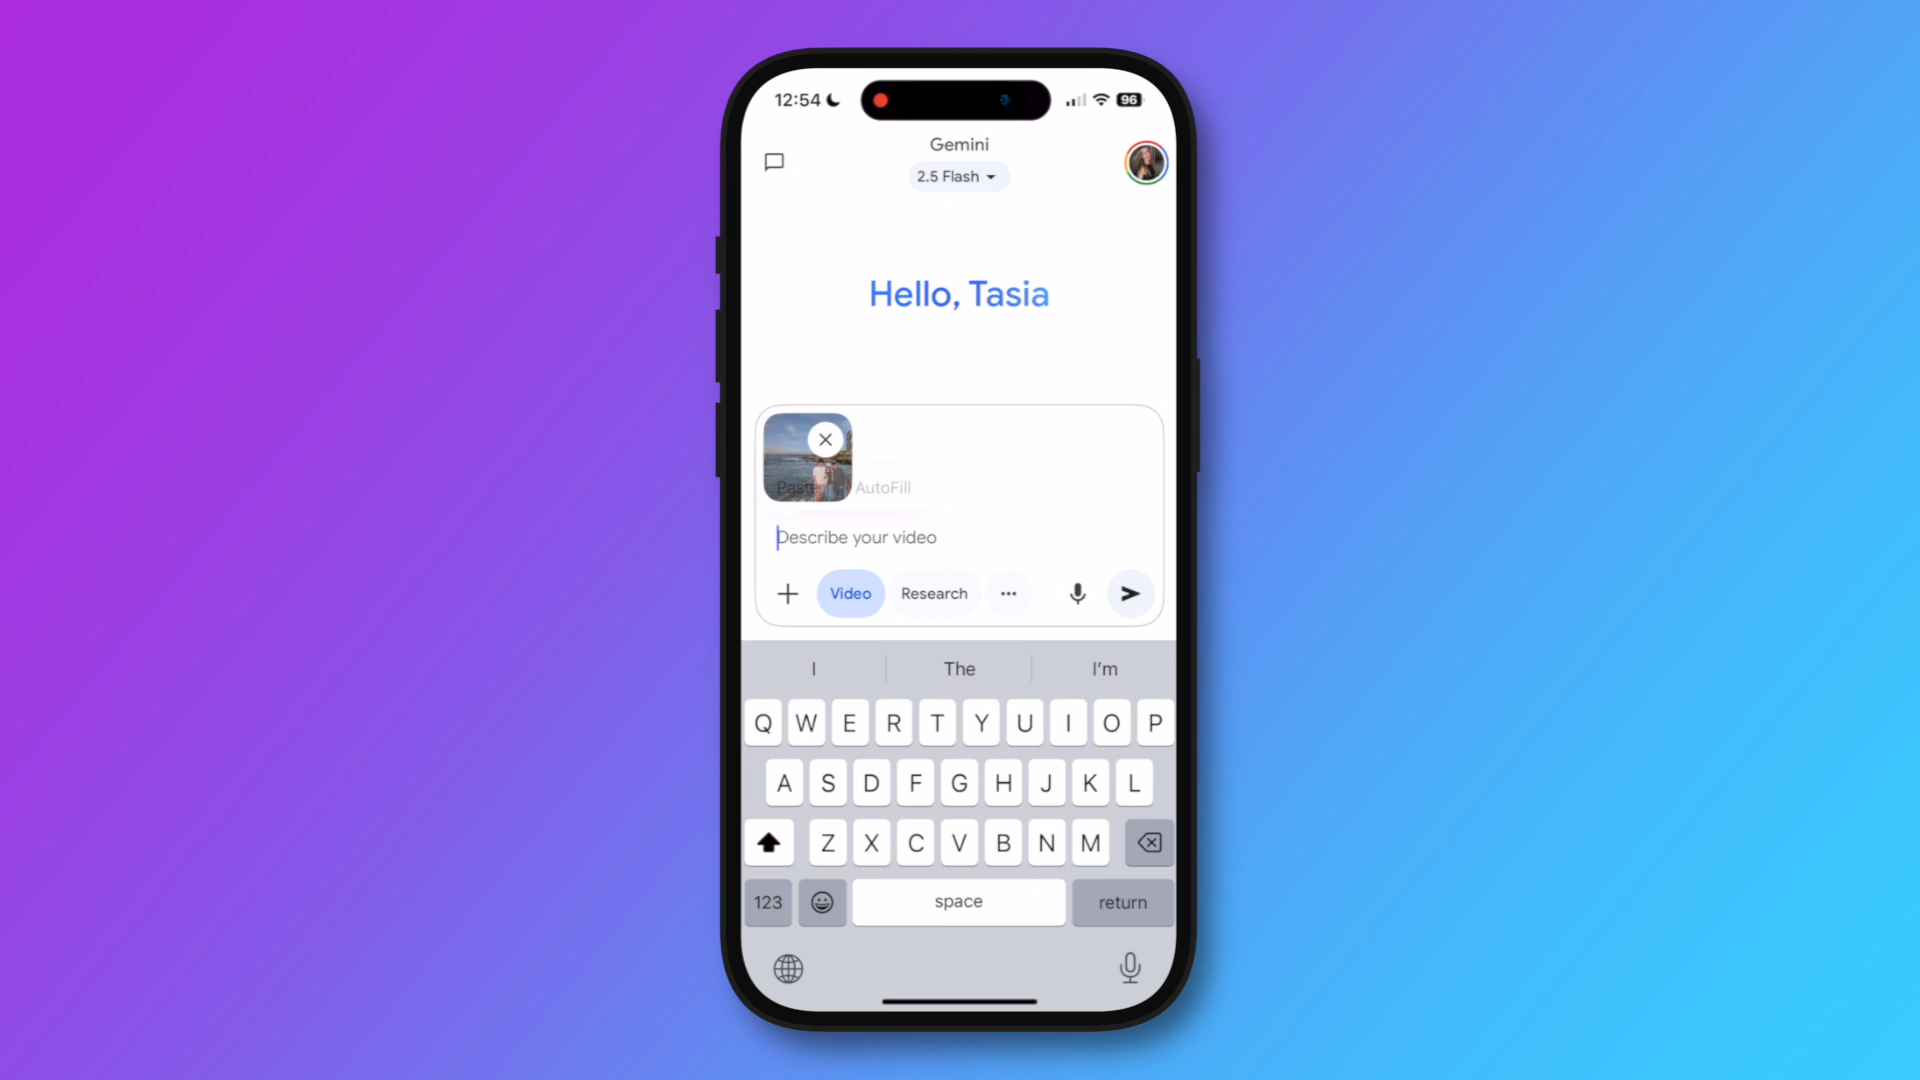 12:54
96
Gemini
2.5 Flash
Hello, Tasia
Paste AutoFill
Describe your video
Video Research
I The I'm
Q W E R T Y U I O P
A S D F G H J K L
Z X C V B N M
123 space return